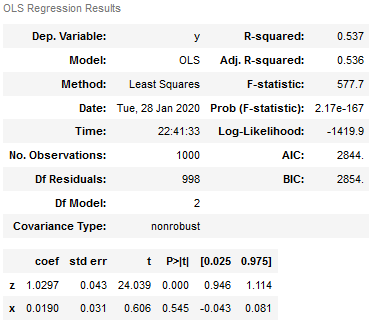 OLS Regression Results
Dep. Variable: y R-squared: 0.537
Model: OLS Adj. R-squared: 0.536
Method: Least Squares F-statistic: 577.7
Date: Tue, 28 Jan 2020 Prob (F-statistic): 2.17e-167
Time: 22:41:33 Log-Likelihood: -1419.9
No. Observations: 1000 AIC: 2844.
Df Residuals: 998 BIC: 2854.
Df Model: 2
Covariance Type: nonrobust
coef std err t P>|t| [0.025 0.975]
z 1.0297 0.043 24.039 0.000 0.946 1.114
x 0.0190 0.031 0.606 0.545 -0.043 0.081